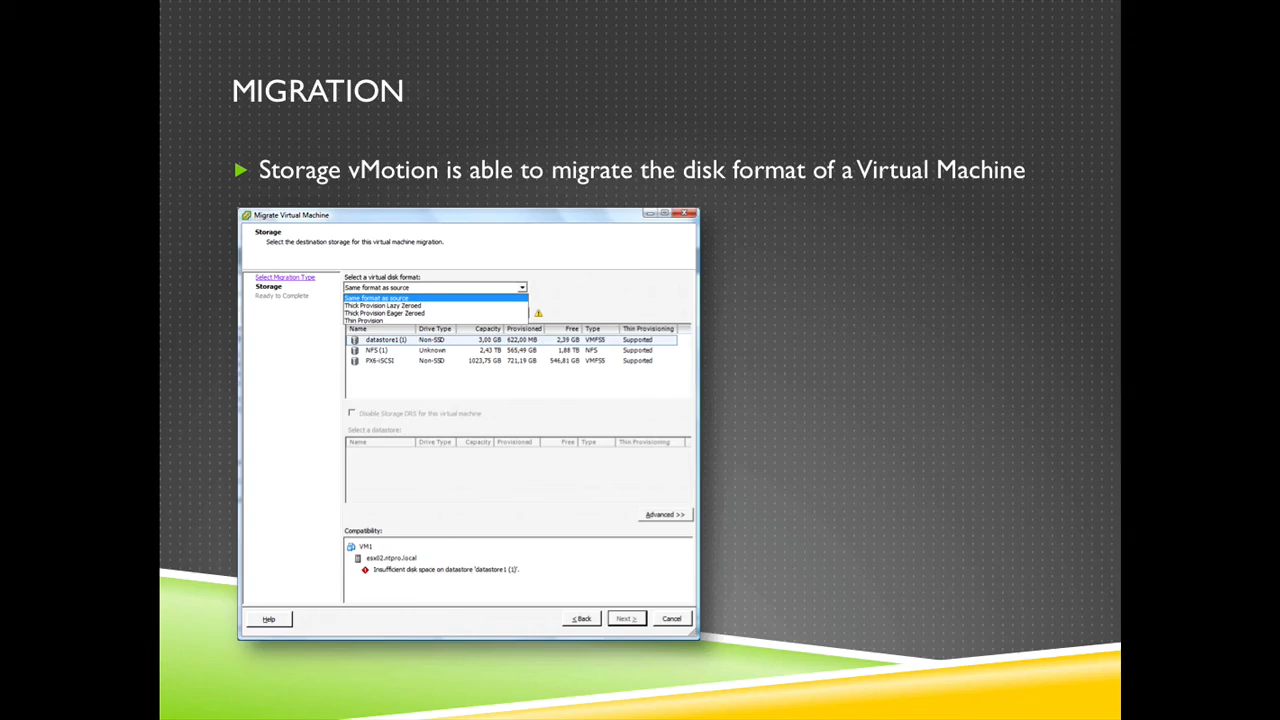 MIGRATION
Storage vMotion is able to migrate the disk format of a Virtual Machine
Migrate Virtual Machine
Storage
Select the destination storage for this virtual machine migration.
Select Migration Type
Storage
Ready to Complete
Select a virtual disk format:
Same format as source
Same format as source
Thick Provision Lazy Zeroed
Thick Provision Eager Zeroed
Thin Provision
Name Drive Type Capacity Provisioned Free Type Thin Provisioning
datastore1 (1) Non-SSD 3,00 GB 622,00 MB 2,39 GB VMFS5 Supported
NFS (1) Unknown 2,43 TB 565,49 GB 1,88 TB NFS Supported
PX6-iSCSI Non-SSD 1023,75 GB 721,19 GB 546,81 GB VMFS5 Supported
Disable Storage DRS for this virtual machine
Select a datastore:
Name Drive Type Capacity Provisioned Free Type Thin Provisioning
Advanced >>
Compatibility:
VM1
esx02.ntpro.local
Insufficient disk space on datastore 'datastore1 (1)'.
Help
< Back Next > Cancel